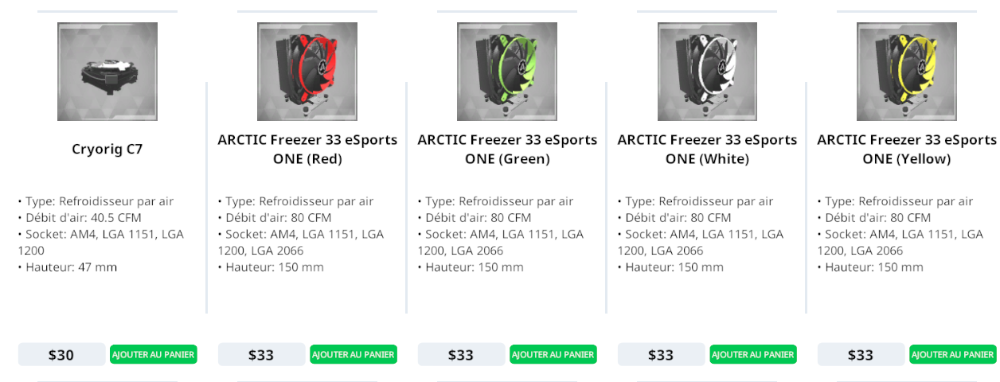 Cryorig C7
• Type: Refroidisseur par air
• Débit d'air: 40.5 CFM
• Socket: AM4, LGA 1151, LGA
1200
• Hauteur: 47 mm
$30
AJOUTER AU PANIER
ARCTIC Freezer 33 eSports
ONE (Red)
• Type: Refroidisseur par air
• Débit d'air: 80 CFM
• Socket: AM4, LGA 1151, LGA
1200, LGA 2066
• Hauteur: 150 mm
$33
AJOUTER AU PANIER
ARCTIC Freezer 33 eSports
ONE (Green)
• Type: Refroidisseur par air
• Débit d'air: 80 CFM
• Socket: AM4, LGA 1151, LGA
1200, LGA 2066
• Hauteur: 150 mm
$33
AJOUTER AU PANIER
ARCTIC Freezer 33 eSports
ONE (White)
• Type: Refroidisseur par air
• Débit d'air: 80 CFM
• Socket: AM4, LGA 1151, LGA
1200, LGA 2066
• Hauteur: 150 mm
$33
AJOUTER AU PANIER
ARCTIC Freezer 33 eSports
ONE (Yellow)
• Type: Refroidisseur par air
• Débit d'air: 80 CFM
• Socket: AM4, LGA 1151, LGA
1200, LGA 2066
• Hauteur: 150 mm
$33
AJOUTER AU PANIER